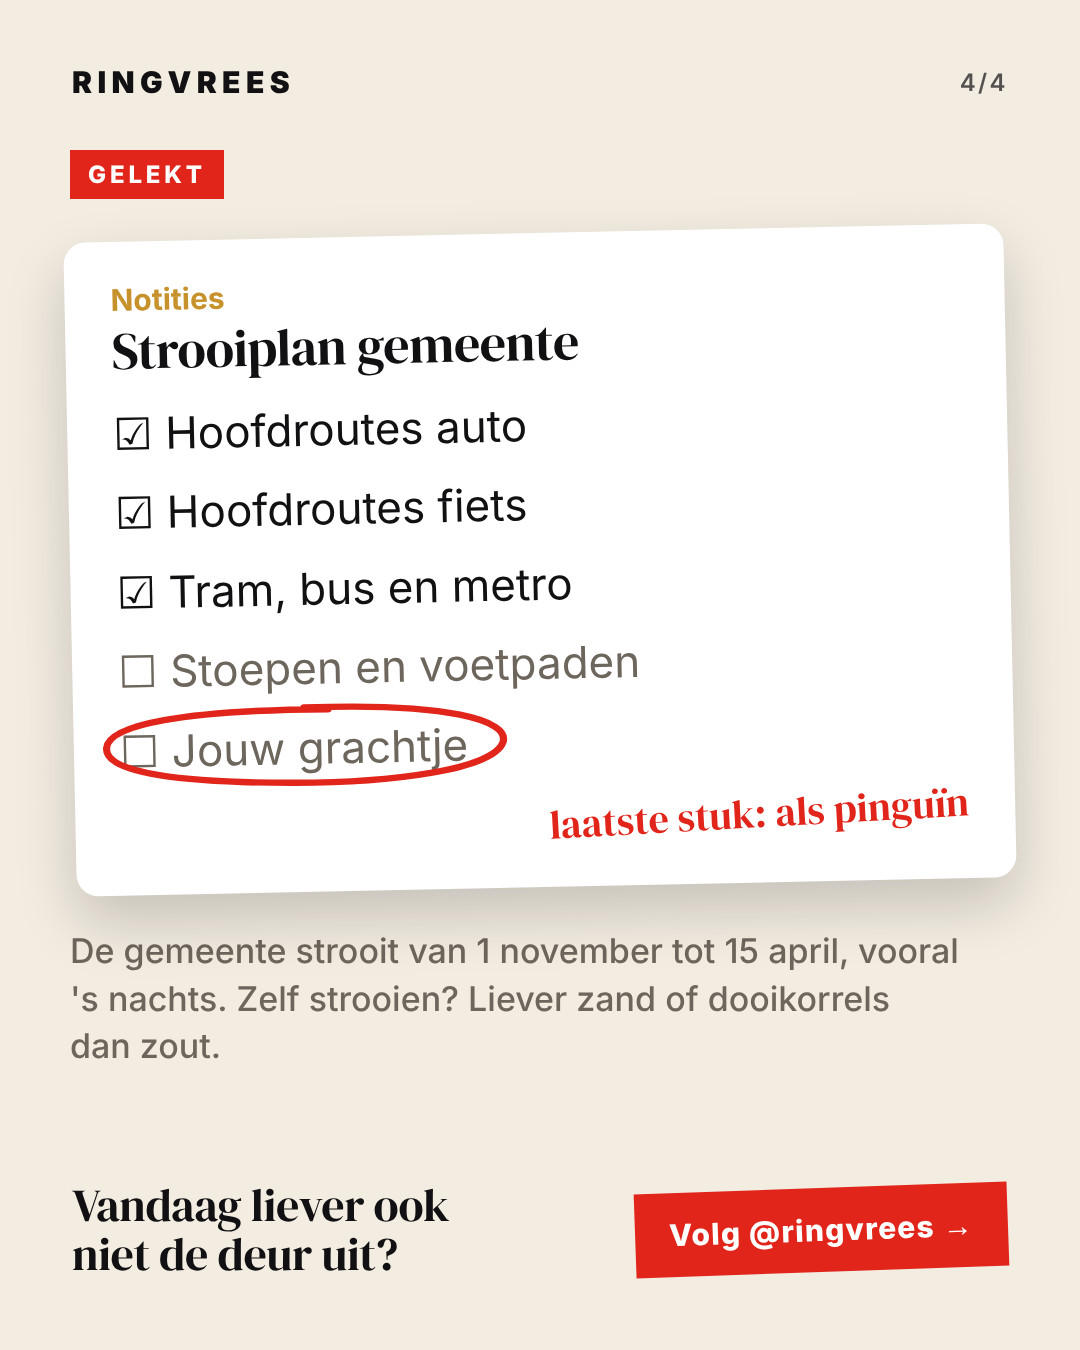 RINGVREES
4/4
GELEKT
Notities
Strooiplan gemeente
☑ Hoofdroutes auto
☑ Hoofdroutes fiets
☑ Tram, bus en metro
☐ Stoepen en voetpaden
☐ Jouw grachtje
laatste stuk: als pinguïn
De gemeente strooit van 1 november tot 15 april, vooral
's nachts. Zelf strooien? Liever zand of dooikorrels
dan zout.
Vandaag liever ook
niet de deur uit?
Volg @ringvrees →